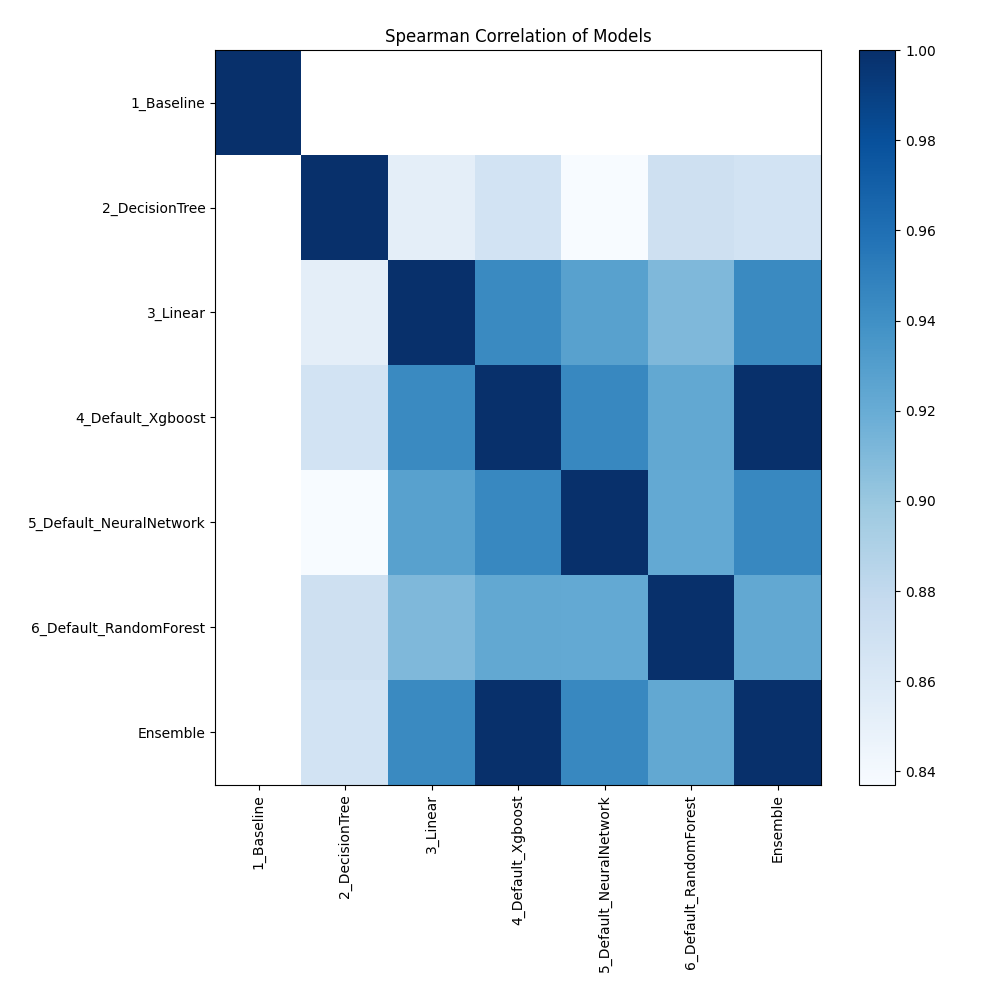 Spearman Correlation of Models
1_Baseline
2_DecisionTree
3_Linear
4_Default_Xgboost
5_Default_NeuralNetwork
6_Default_RandomForest
Ensemble
1_Baseline
2_DecisionTree
3_Linear
4_Default_Xgboost
5_Default_NeuralNetwork
6_Default_RandomForest
Ensemble
1.00
0.98
0.96
0.94
0.92
0.90
0.88
0.86
0.84